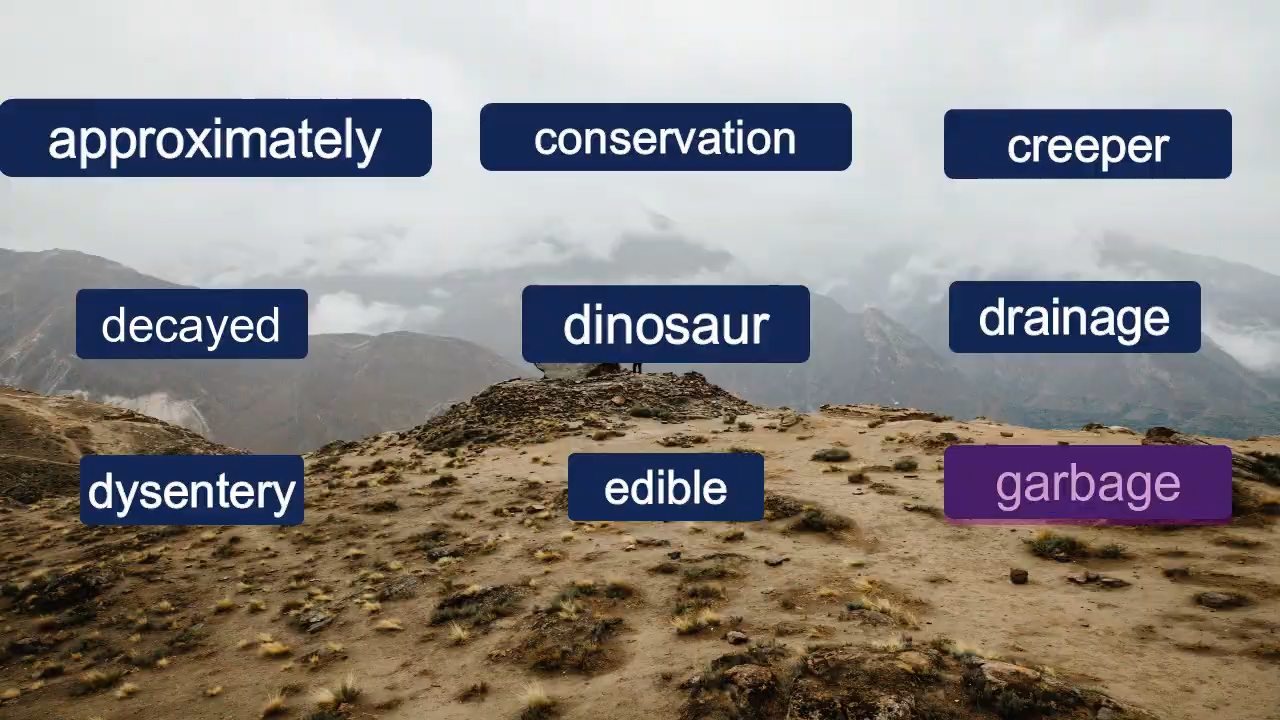 approximately
conservation
creeper
decayed
dinosaur
drainage
dysentery
edible
garbage